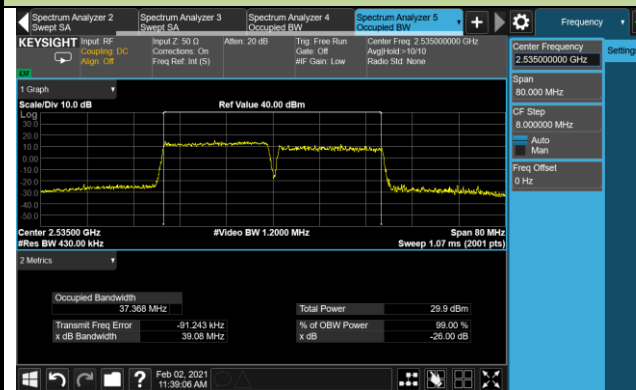 Spectrum Analyzer 2
Swept SA
Spectrum Analyzer 3
Swept SA
Spectrum Analyzer 4
Occupied BW
Spectrum Analyzer 5
Occupied BW
Frequency
KEYSIGHT
Input: RF
Coupling: DC
Align: Off
Input Z: 50 Ω
Corrections: On
Freq Ref: Int (S)
Atten: 20 dB
Trig: Free Run
Gate: Off
#IF Gain: Low
Center Freq: 2.535000000 GHz
Avg|Hold:>10/10
Radio Std: None
Center Frequency
2.535000000 GHz
Settings
Span
80.000 MHz
CF Step
8.000000 MHz
Auto
Man
Freq Offset
0 Hz
1 Graph
Scale/Div 10.0 dB
Ref Value 40.00 dBm
Log
30.0
20.0
10.0
0.00
-10.0
-20.0
-30.0
-40.0
-50.0
Center 2.53500 GHz
#Video BW 1.2000 MHz
Span 80 MHz
#Res BW 430.00 kHz
Sweep 1.07 ms (2001 pts)
2 Metrics
Occupied Bandwidth
37.368 MHz
Total Power
29.9 dBm
Transmit Freq Error
-91.243 kHz
% of OBW Power
99.00 %
x dB Bandwidth
39.08 MHz
x dB
-26.00 dB
Feb 02, 2021
11:39:06 AM